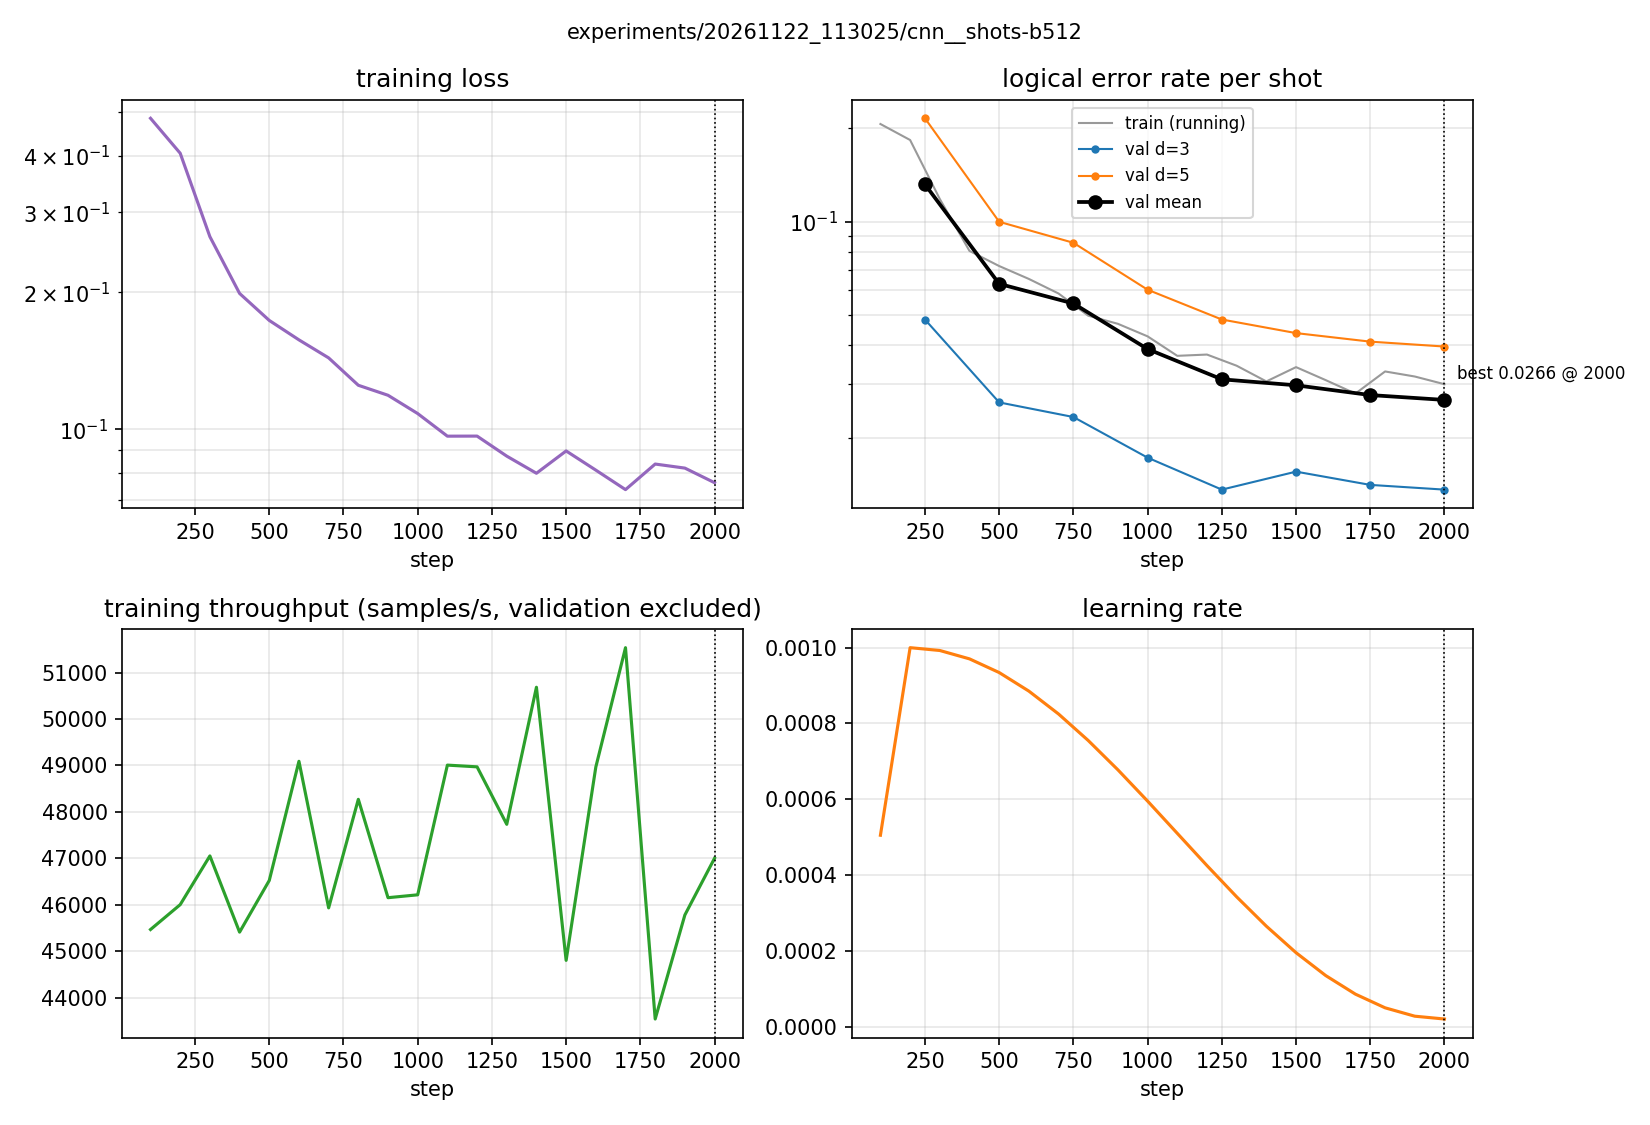 experiments/20261122_113025/cnn__shots-b512
training loss
4 × 10⁻¹
3 × 10⁻¹
2 × 10⁻¹
10⁻¹
250 500 750 1000 1250 1500 1750 2000
step
logical error rate per shot
train (running)
val d=3
val d=5
val mean
10⁻¹
best 0.0266 @ 2000
250 500 750 1000 1250 1500 1750 2000
step
training throughput (samples/s, validation excluded)
51000
50000
49000
48000
47000
46000
45000
44000
250 500 750 1000 1250 1500 1750 2000
step
learning rate
0.0010
0.0008
0.0006
0.0004
0.0002
0.0000
250 500 750 1000 1250 1500 1750 2000
step